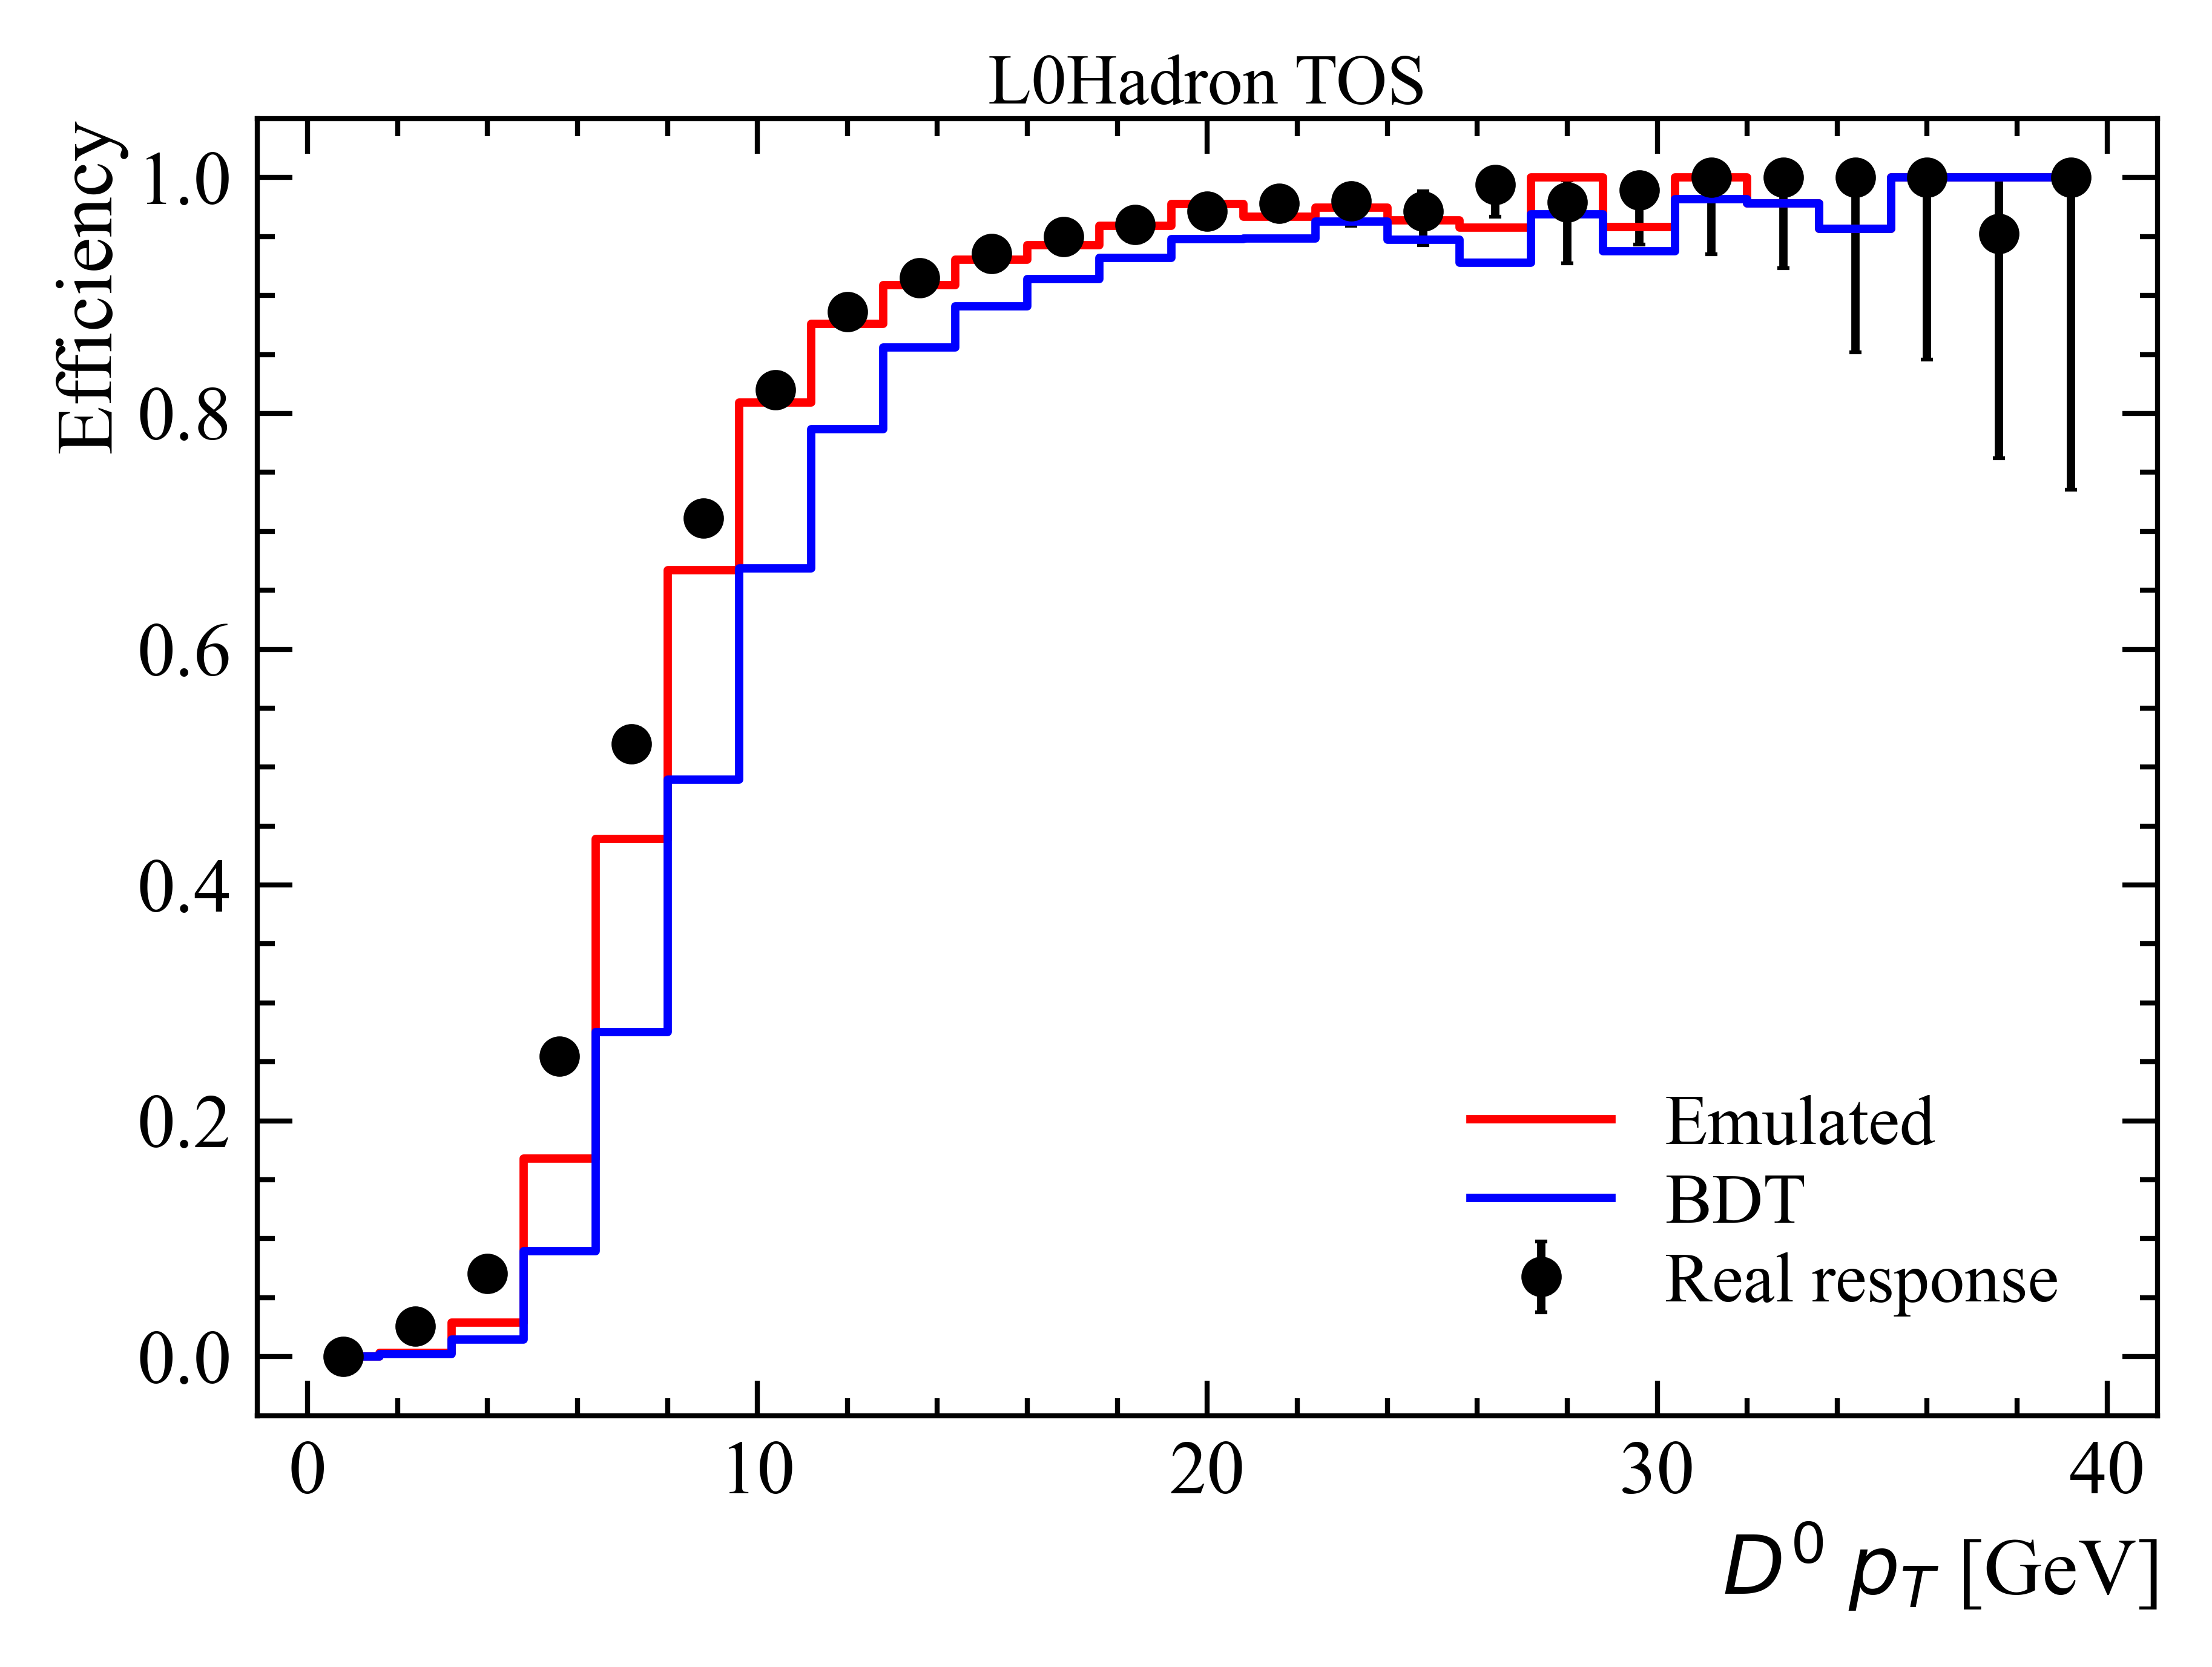 L0Hadron TOS
Efficiency
1.0
0.8
0.6
0.4
0.2
0.0
Emulated
BDT
Real response
0 10 20 30 40
D⁰ p_T [GeV]